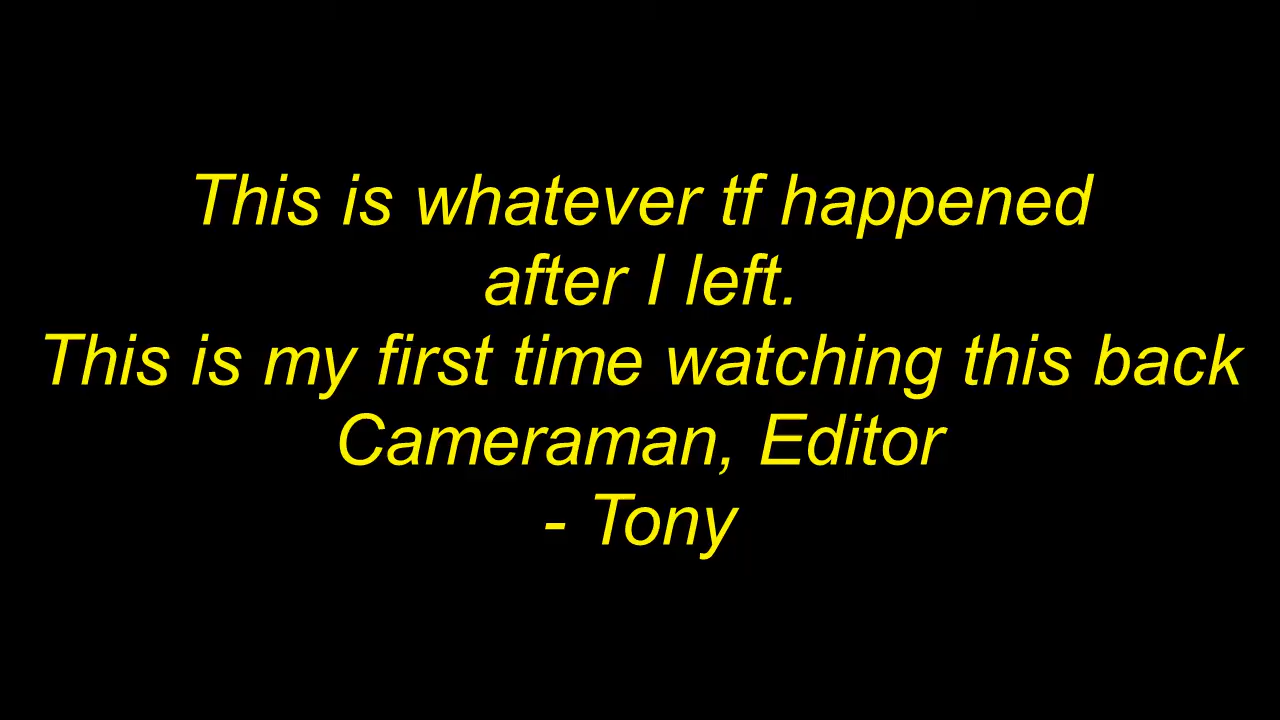 This is whatever tf happened
after I left.
This is my first time watching this back
Cameraman, Editor
- Tony